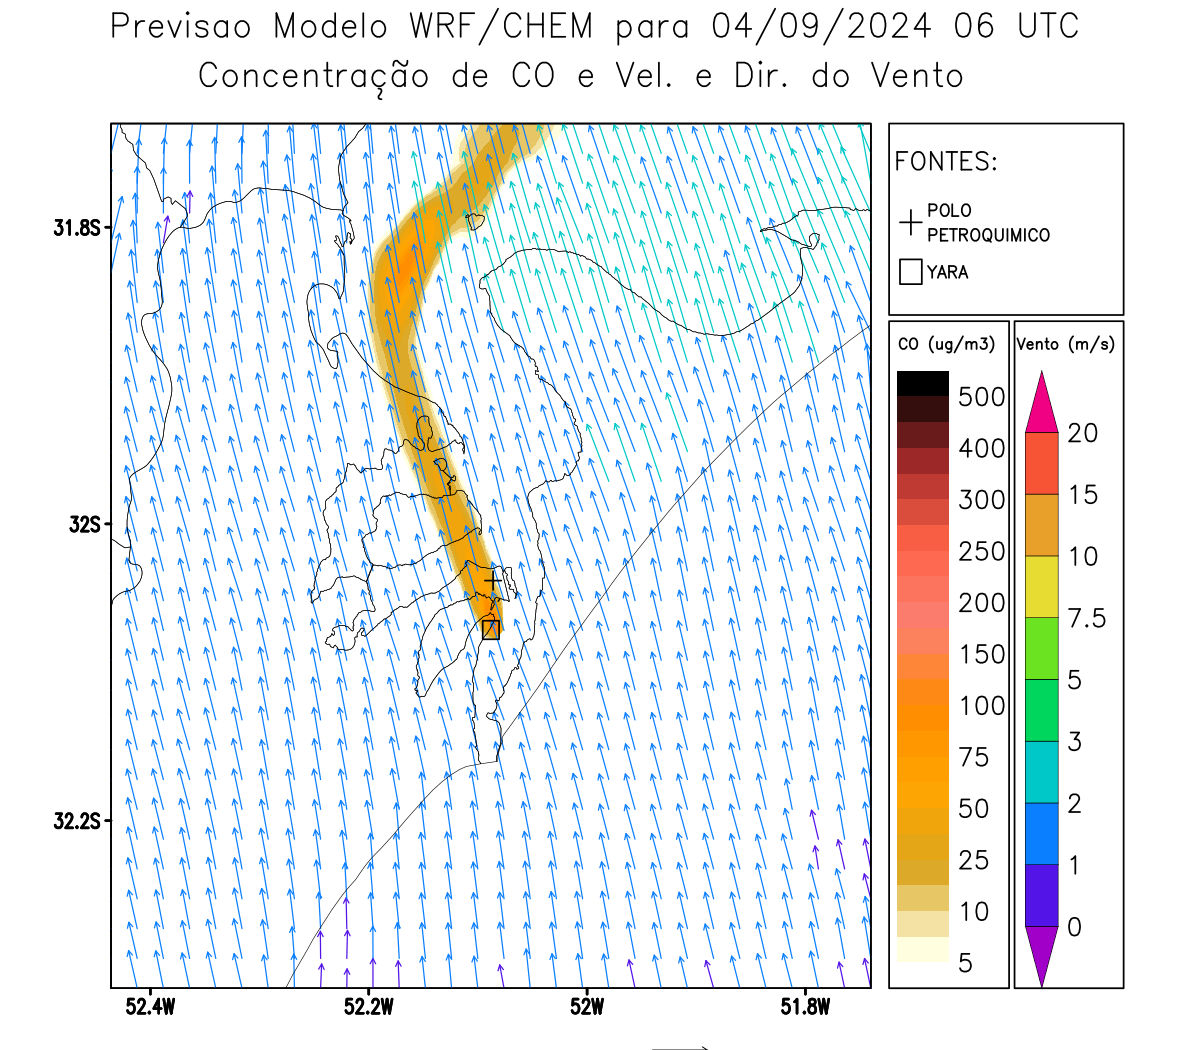 Previsao Modelo WRF/CHEM para 04/09/2024 06 UTC
Concentração de CO e Vel. e Dir. do Vento
FONTES:
POLO
PETROQUIMICO
YARA
CO (ug/m3)
500
400
300
250
200
150
100
75
50
25
10
5
Vento (m/s)
20
15
10
7.5
5
3
2
1
0
31.8S
32S
32.2S
52.4W
52.2W
52W
51.8W